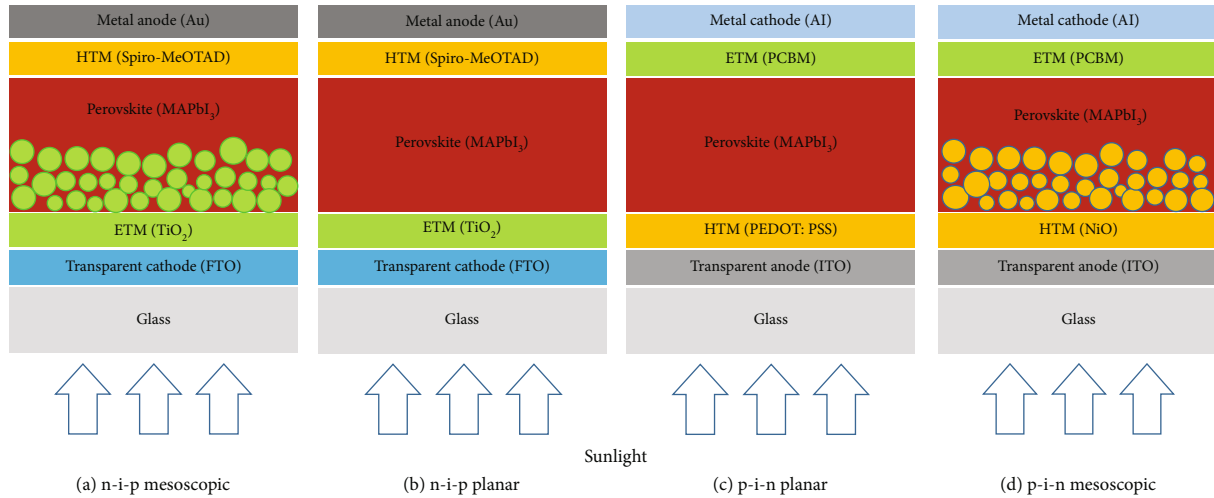 Metal anode (Au)
HTM (Spiro-MeOTAD)
Perovskite (MAPbI₃)
ETM (TiO₂)
Transparent cathode (FTO)
Glass
(a) n-i-p mesoscopic
Metal anode (Au)
HTM (Spiro-MeOTAD)
Perovskite (MAPbI₃)
ETM (TiO₂)
Transparent cathode (FTO)
Glass
(b) n-i-p planar
Metal cathode (AI)
ETM (PCBM)
Perovskite (MAPbI₃)
HTM (PEDOT: PSS)
Transparent anode (ITO)
Glass
(c) p-i-n planar
Metal cathode (AI)
ETM (PCBM)
Perovskite (MAPbI₃)
HTM (NiO)
Transparent anode (ITO)
Glass
(d) p-i-n mesoscopic
Sunlight